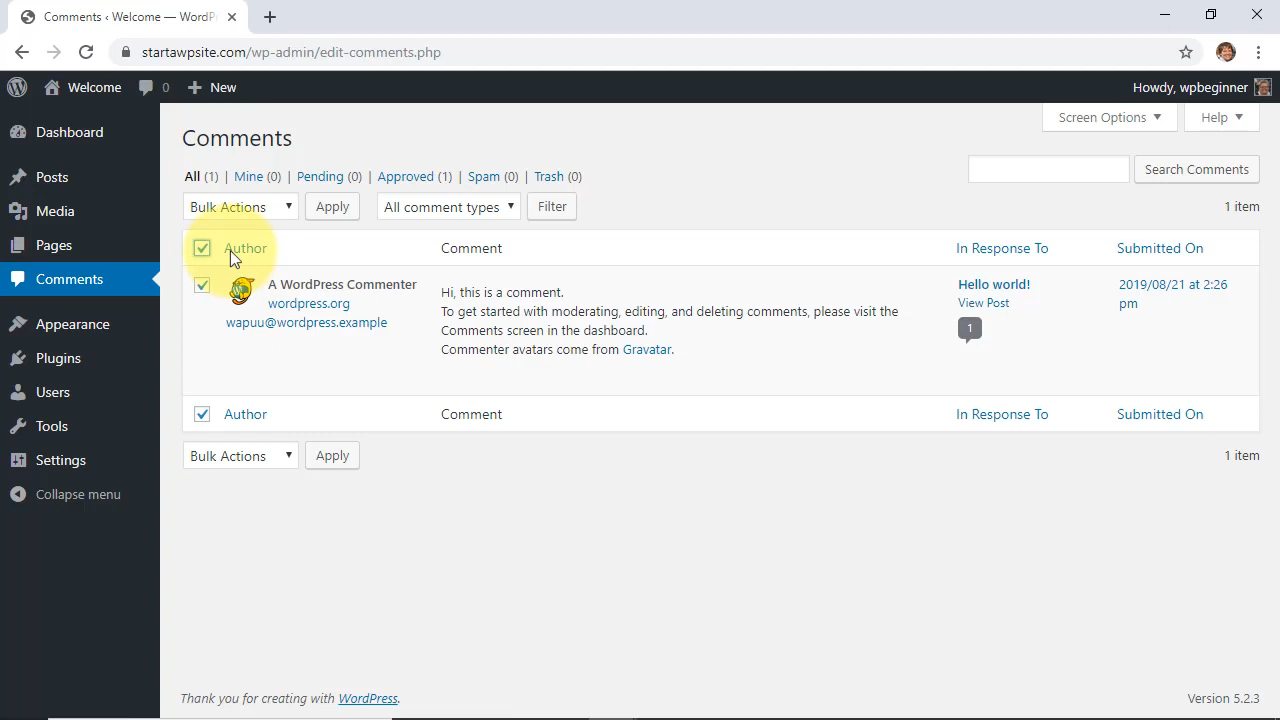 Comments ‹ Welcome — WordP
startawpsite.com/wp-admin/edit-comments.php
Welcome 0 New Howdy, wpbeginner
Screen Options Help
Dashboard
Posts
Media
Pages
Comments
Appearance
Plugins
Users
Tools
Settings
Collapse menu
Comments
All (1) | Mine (0) | Pending (0) | Approved (1) | Spam (0) | Trash (0)
Search Comments
Bulk Actions Apply All comment types Filter 1 item
Author Comment In Response To Submitted On
A WordPress Commenter
wordpress.org
wapuu@wordpress.example
Hi, this is a comment.
To get started with moderating, editing, and deleting comments, please visit the
Comments screen in the dashboard.
Commenter avatars come from Gravatar.
Hello world!
View Post
1
2019/08/21 at 2:26
pm
Author Comment In Response To Submitted On
Bulk Actions Apply 1 item
Thank you for creating with WordPress. Version 5.2.3